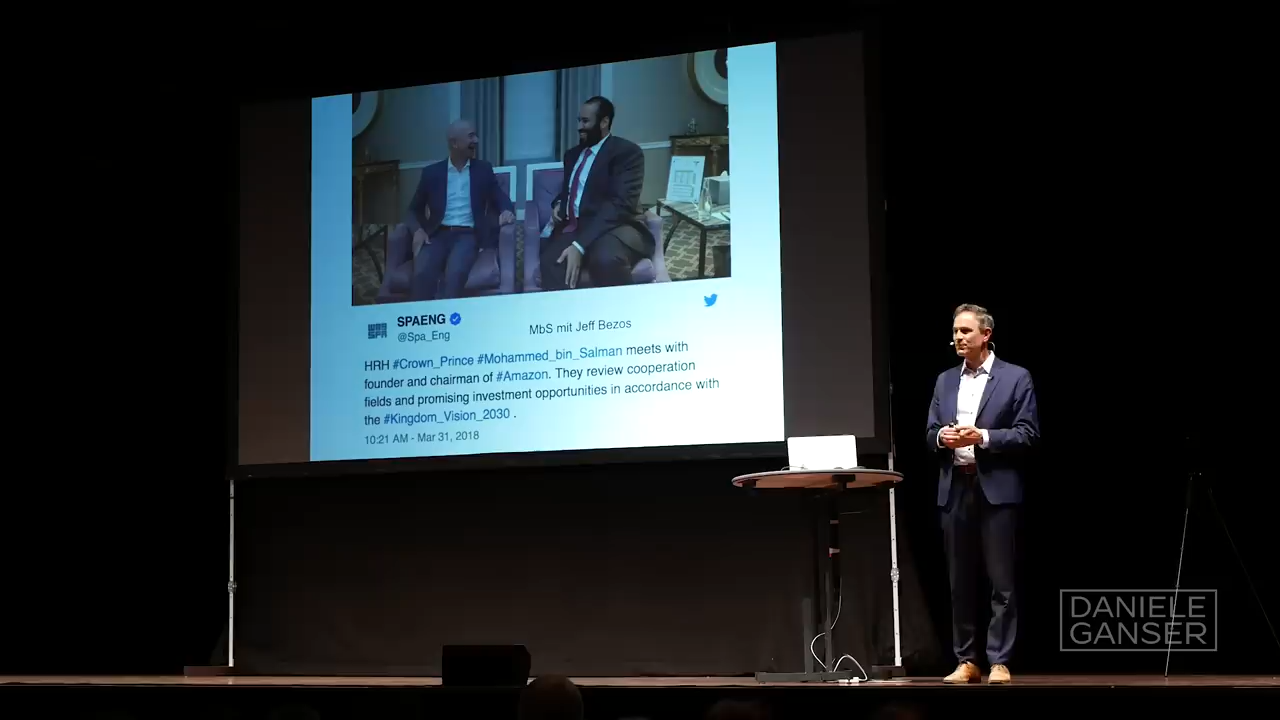 SPAENG
@Spa_Eng
MbS mit Jeff Bezos
HRH #Crown_Prince #Mohammed_bin_Salman meets with
founder and chairman of #Amazon. They review cooperation
fields and promising investment opportunities in accordance with
the #Kingdom_Vision_2030 .
10:21 AM - Mar 31, 2018
DANIELE
GANSER